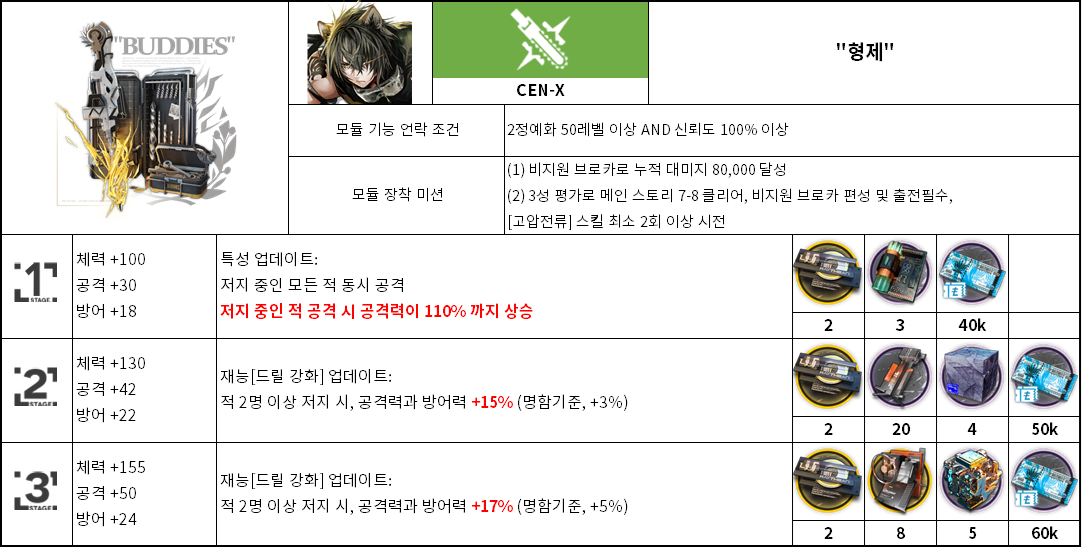 "BUDDIES"
CEN-X
"형제"
모듈 기능 언락 조건
2정예화 50레벨 이상 AND 신뢰도 100% 이상
모듈 장착 미션
(1) 비지원 브로카로 누적 대미지 80,000 달성
(2) 3성 평가로 메인 스토리 7-8 클리어, 비지원 브로카 편성 및 출전필수,
[고압전류] 스킬 최소 2회 이상 시전
1
STAGE.
체력 +100
공격 +30
방어 +18
특성 업데이트:
저지 중인 모든 적 동시 공격
저지 중인 적 공격 시 공격력이 110% 까지 상승
2
3
40k
2
STAGE.
체력 +130
공격 +42
방어 +22
재능[드릴 강화] 업데이트:
적 2명 이상 저지 시, 공격력과 방어력 +15% (명함기준, +3%)
2
20
4
50k
3
STAGE.
체력 +155
공격 +50
방어 +24
재능[드릴 강화] 업데이트:
적 2명 이상 저지 시, 공격력과 방어력 +17% (명함기준, +5%)
2
8
5
60k